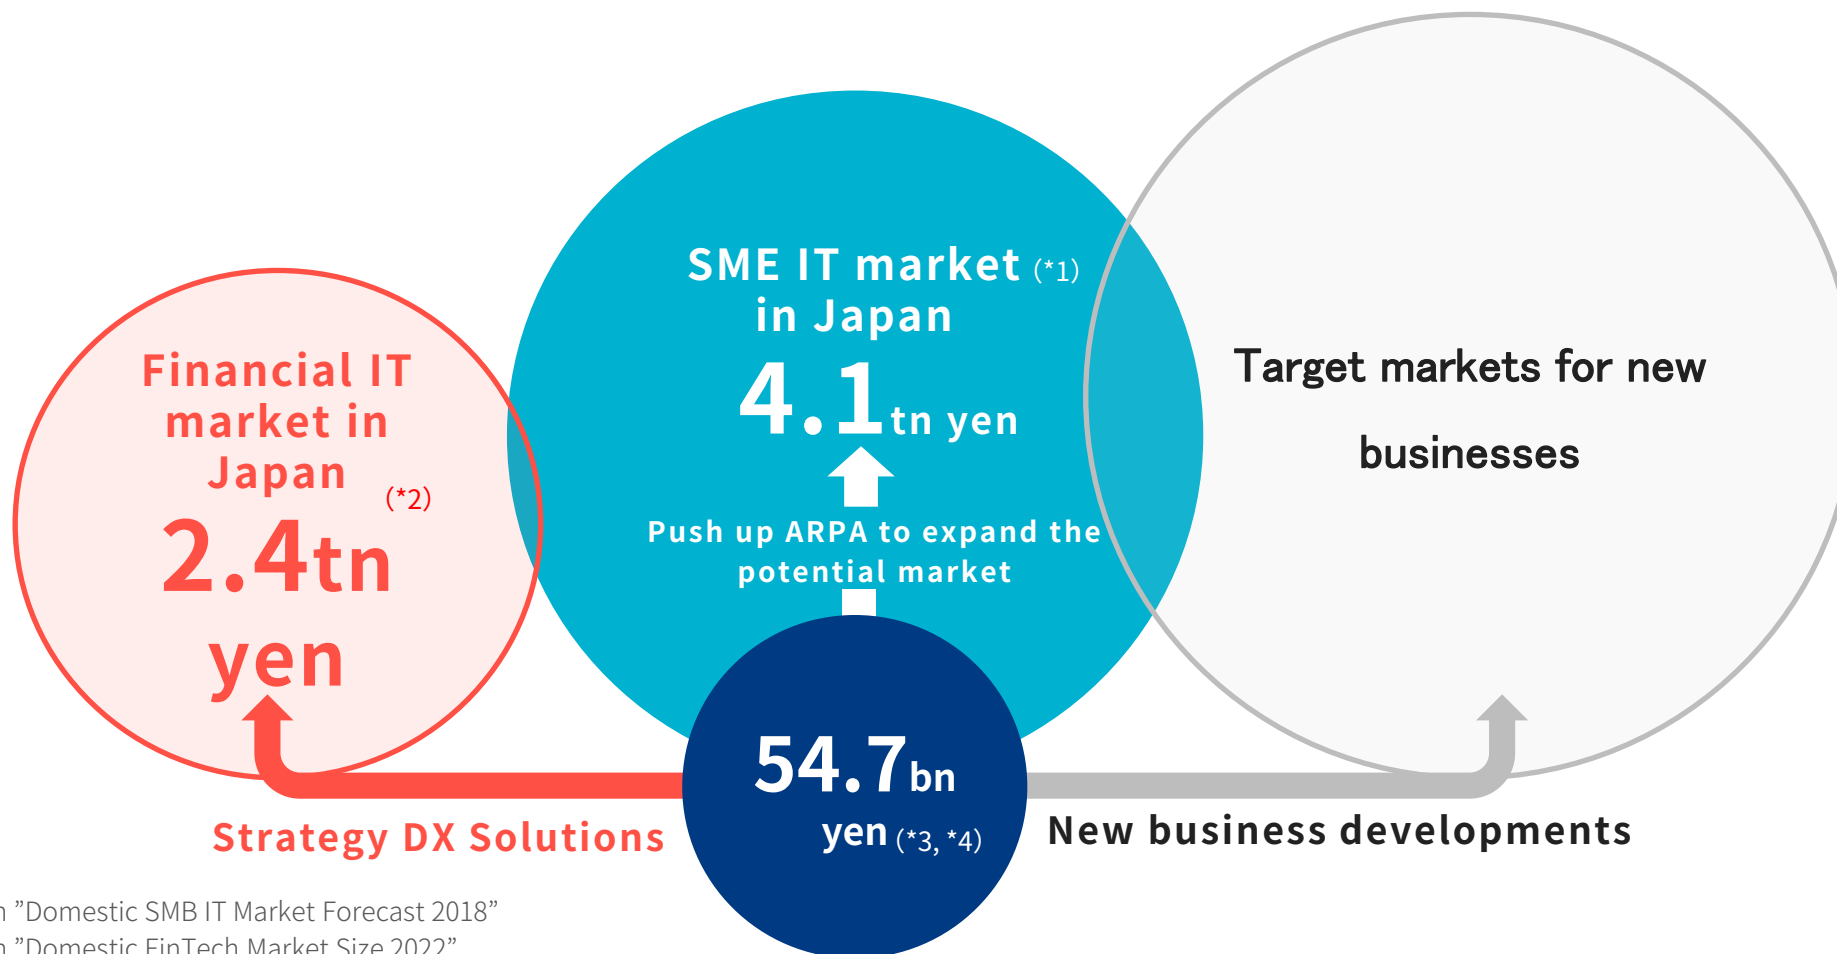 SME IT market (*1)
in Japan
4.1 tn yen
Push up ARPA to expand the
potential market
Financial IT
market in
Japan
(*2)
2.4tn
yen
Target markets for new
businesses
54.7bn
yen (*3, *4)
Strategy DX Solutions
New business developments
"Domestic SMB IT Market Forecast 2018”
”Domestic FinTech Market Size 2022”